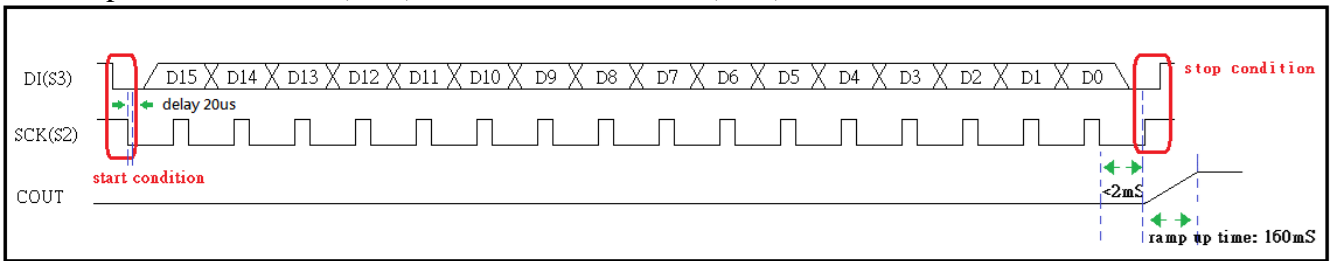 DI(S3) D15 D14 D13 D12 D11 D10 D9 D8 D7 D6 D5 D4 D3 D2 D1 D0 stop Condition
delay 20us
SCK(S2)
start condition
<2mS
COUT
ramp up time: 160mS